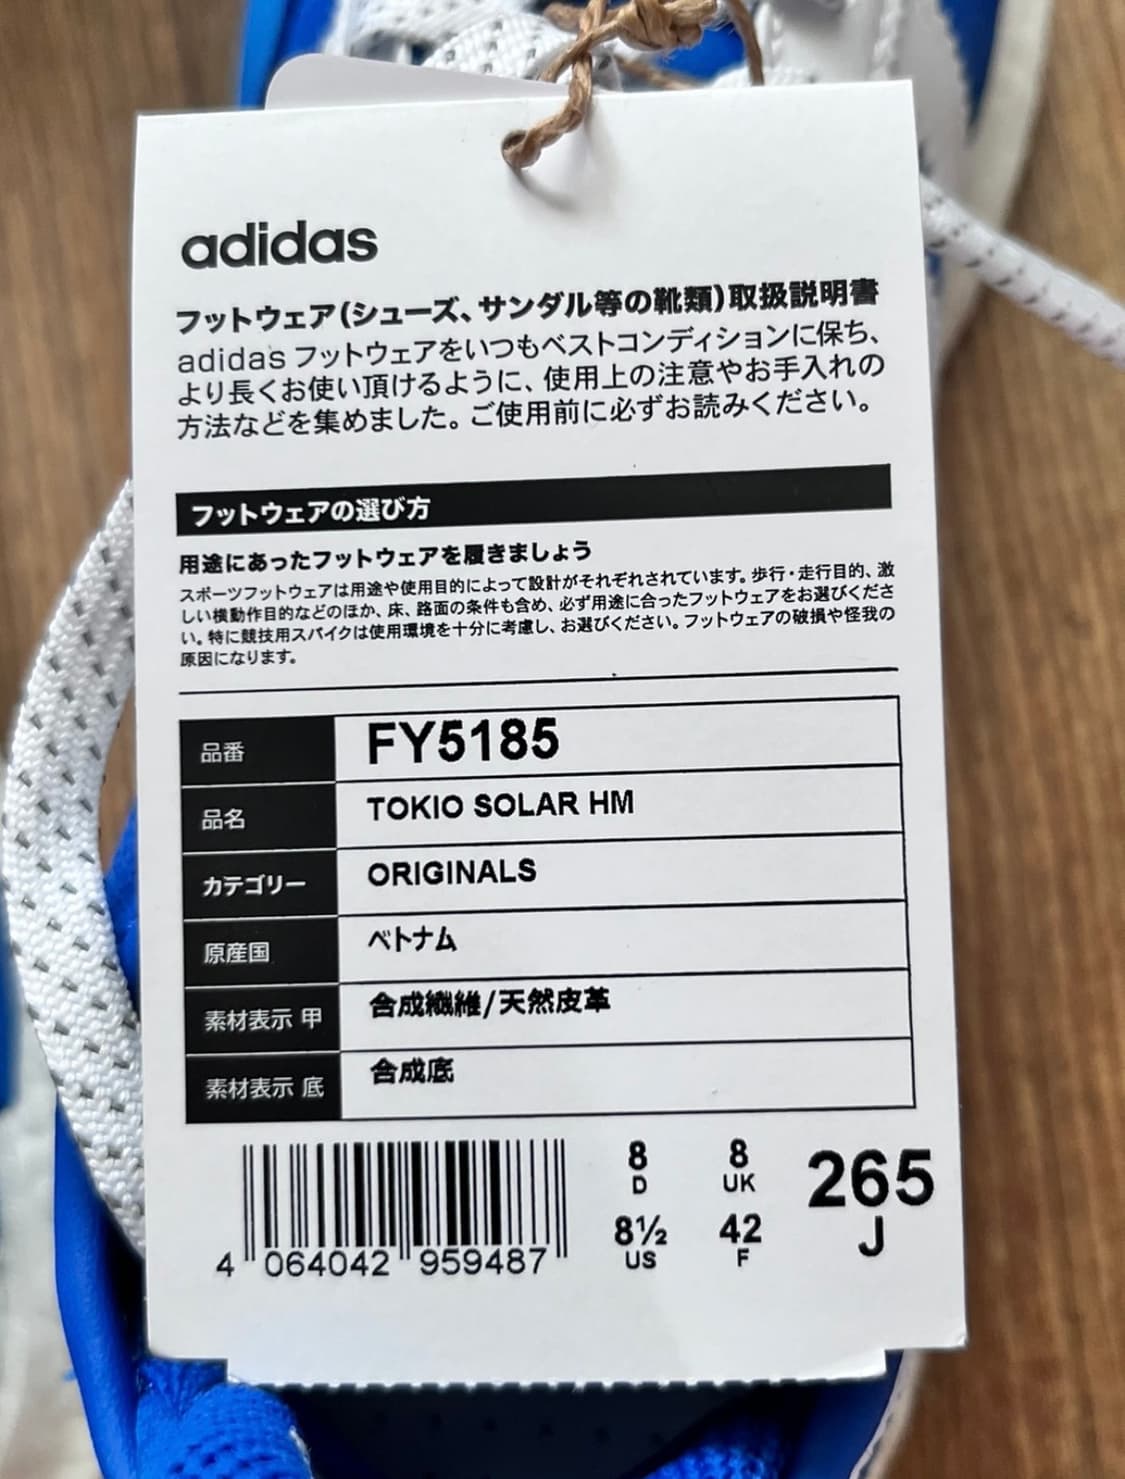 adidas
フットウェア(シューズ、サンダル等の靴類)取扱説明書
adidas フットウェアをいつもベストコンディションに保ち、
より長くお使い頂けるように、使用上の注意やお手入れの
方法などを集めました。ご使用前に必ずお読みください。
フットウェアの選び方
用途にあったフットウェアを履きましょう
スポーツフットウェアは用途や使用目的によって設計がそれぞれされています。歩行・走行目的、激
しい横動作目的などのほか、床、路面の条件も含め、必ず用途に合ったフットウェアをお選びくださ
い。特に競技用スパイクは使用環境を十分に考慮し、お選びください。フットウェアの破損や怪我の
原因になります。
品番 FY5185
品名 TOKIO SOLAR HM
カテゴリー ORIGINALS
原産国 ベトナム
素材表示 甲 合成繊維/天然皮革
素材表示 底 合成底
8 8 265
D UK J
8½ 42
US F
4 064042 959487